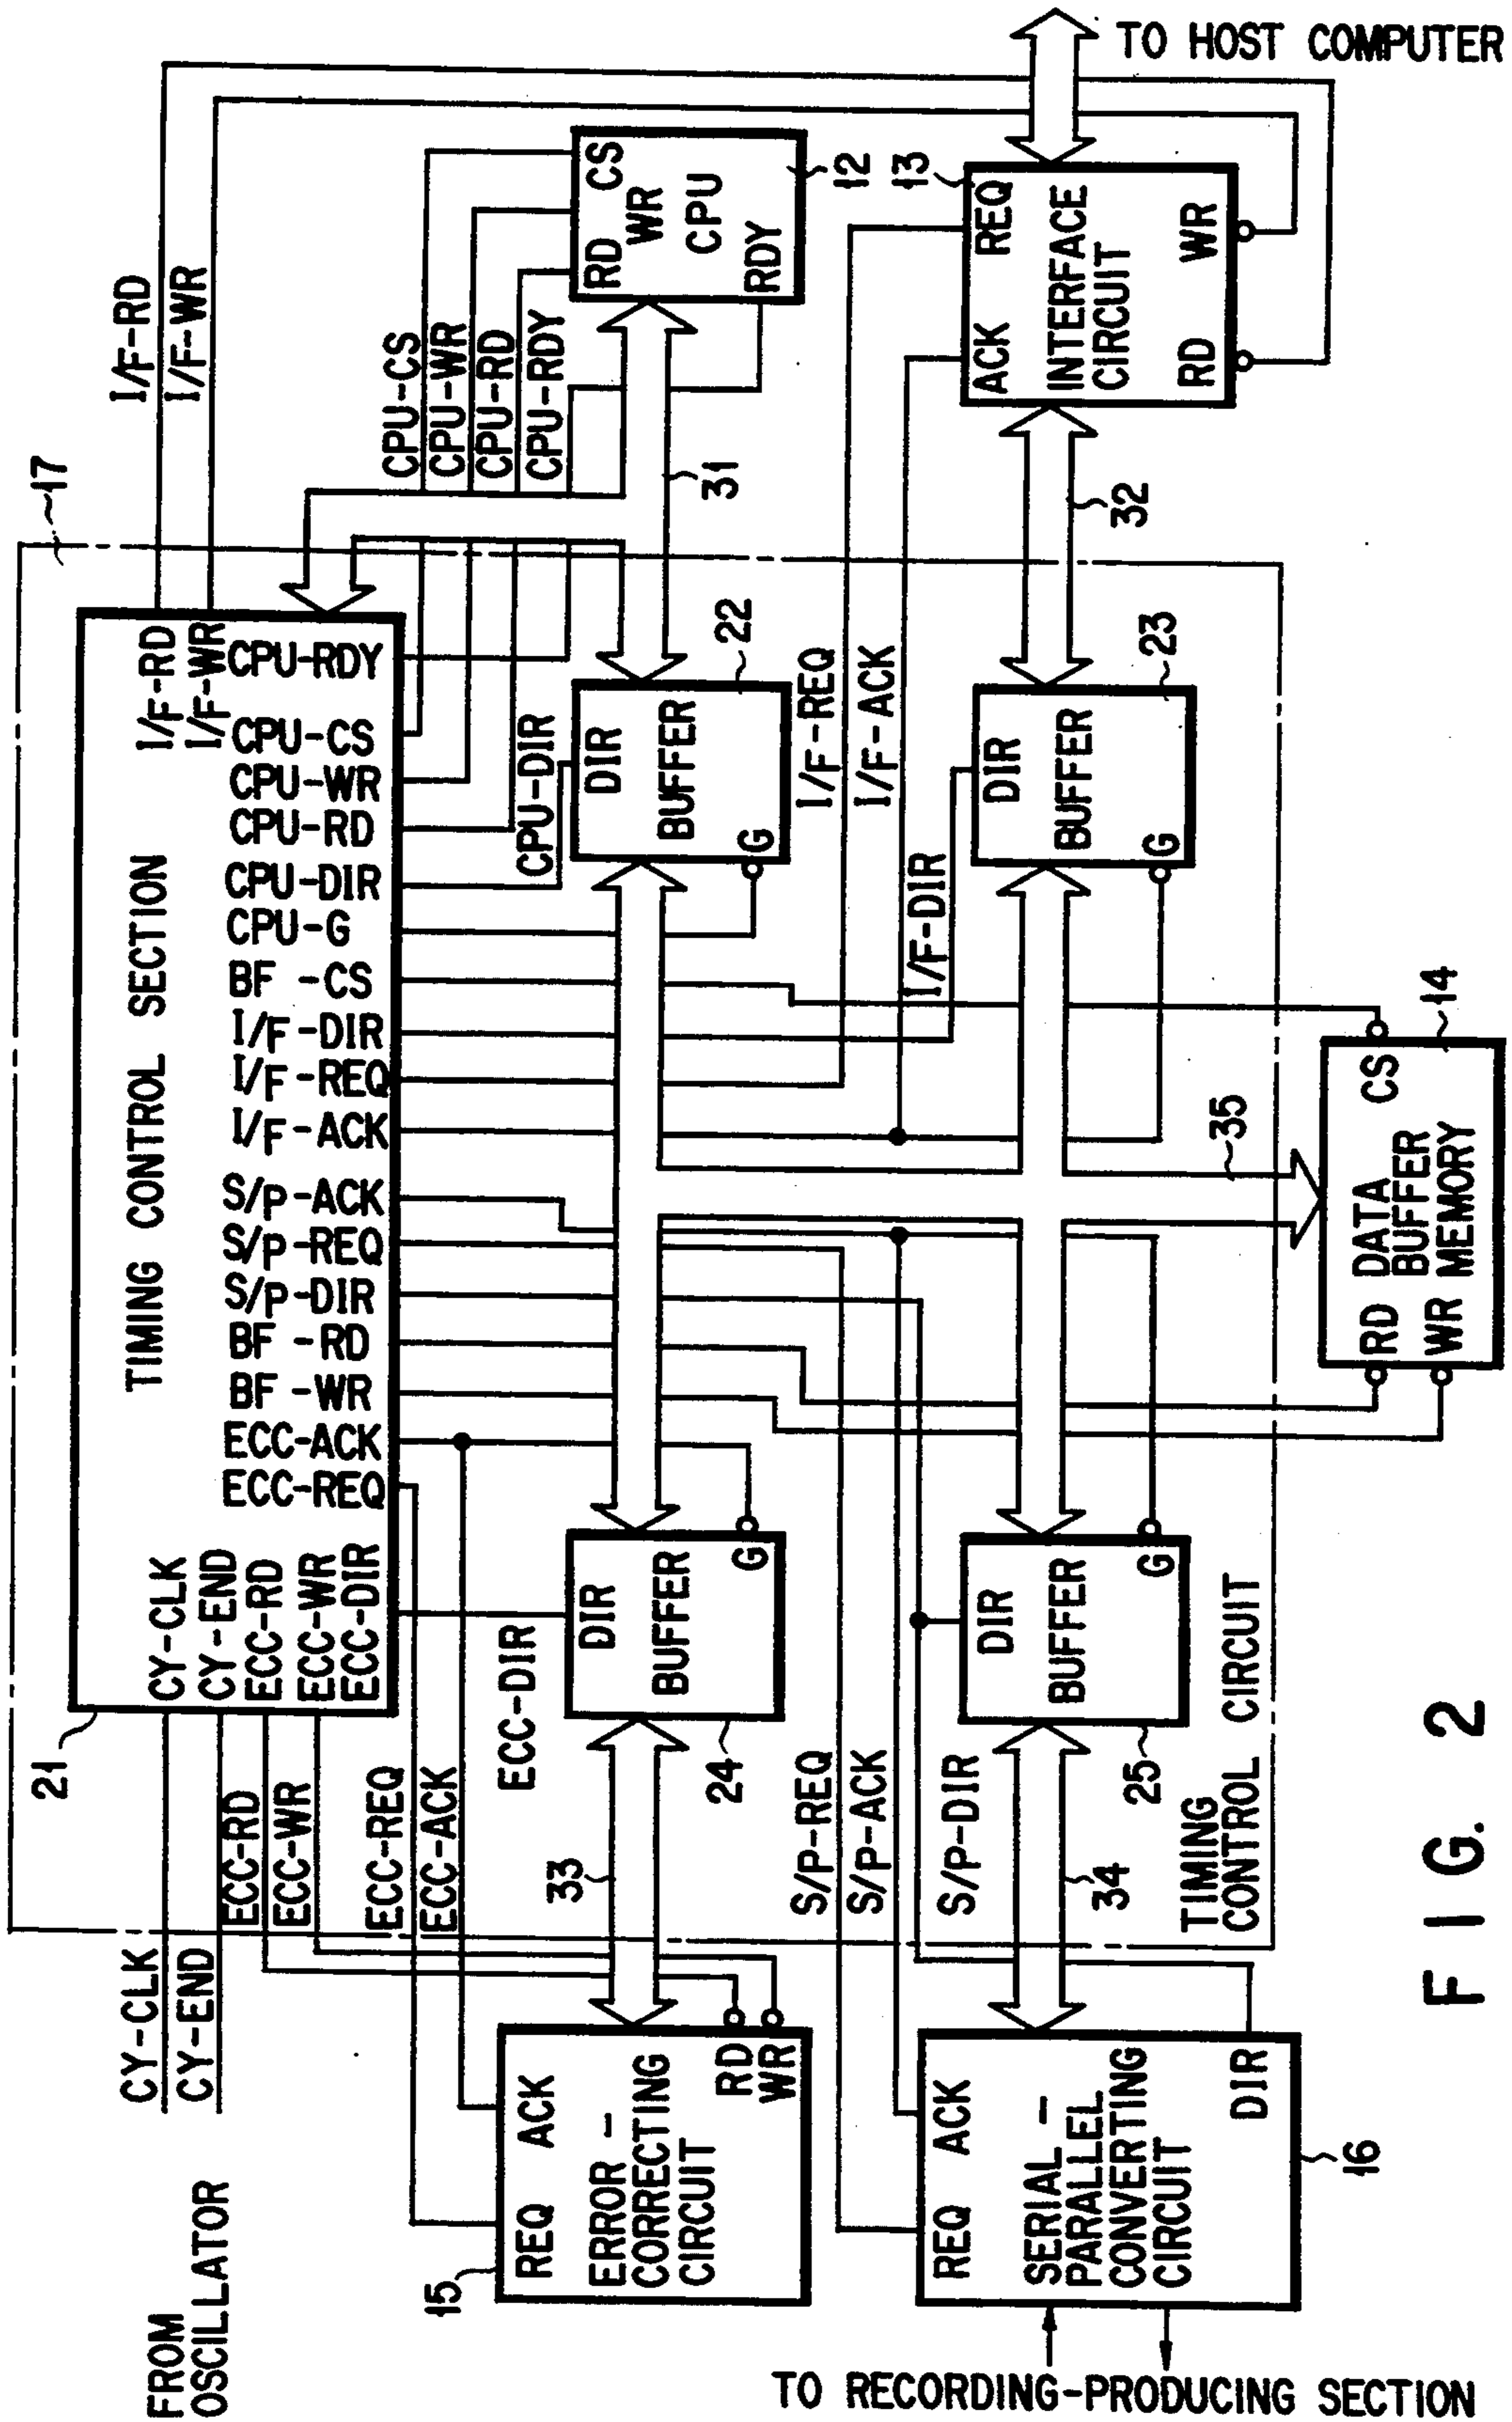 FROM
OSCILLATOR
CY-CLK
CY-END
21
17
TIMING CONTROL SECTION
CY-CLK
CY-END
ECC-RD
ECC-WR
ECC-DIR
ECC-REQ
ECC-ACK
BF-WR
BF-RD
S/P-DIR
S/P-REQ
S/P-ACK
I/F-ACK
I/F-REQ
I/F-DIR
BF-CS
CPU-G
CPU-DIR
CPU-RD
CPU-WR
CPU-CS
CPU-RDY
I/F-RD
I/F-WR
I/F-RD
I/F-WR
ECC-RD
ECC-WR
ECC-REQ
ECC-ACK
ECC-DIR
CPU-DIR
CPU-CS
CPU-WR
CPU-RD
CPU-RDY
15
REQ ACK
ERROR-
CORRECTING
CIRCUIT
RD
WR
33
DIR
BUFFER
G
24
DIR
BUFFER
G
22
31
RD
WR
CS
CPU
RDY
12
S/P-REQ
S/P-ACK
S/P-DIR
I/F-REQ
I/F-ACK
I/F-DIR
REQ ACK
SERIAL-
PARALLEL
CONVERTING
CIRCUIT
DIR
16
34
DIR
BUFFER
G
25
DIR
BUFFER
G
23
32
13
ACK REQ
INTERFACE
CIRCUIT
RD WR
TO HOST COMPUTER
TIMING
CONTROL CIRCUIT
35
RD
WR
DATA
BUFFER
MEMORY
CS
14
TO RECORDING-PRODUCING SECTION
FIG. 2